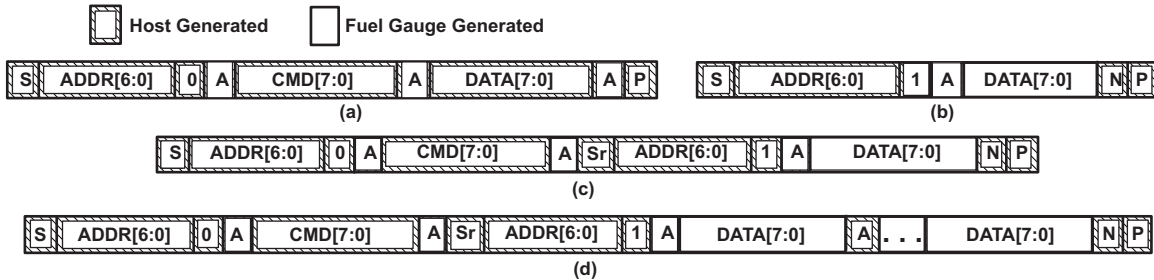 Host Generated Fuel Gauge Generated
S ADDR[6:0] 0 A CMD[7:0] A DATA[7:0] A P S ADDR[6:0] 1 A DATA[7:0] N P
(a) (b)
S ADDR[6:0] 0 A CMD[7:0] A Sr ADDR[6:0] 1 A DATA[7:0] N P
(c)
S ADDR[6:0] 0 A CMD[7:0] A Sr ADDR[6:0] 1 A DATA[7:0] A ... DATA[7:0] N P
(d)